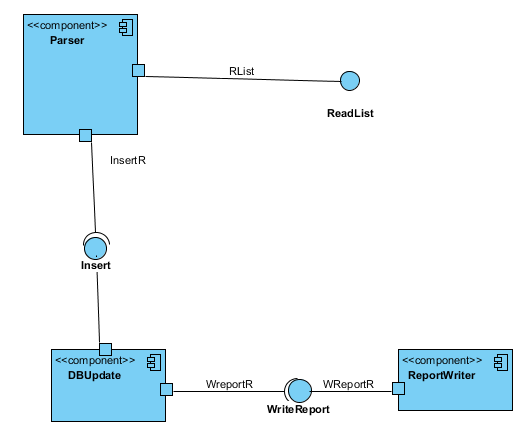 <<component>>
Parser
RList
ReadList
InsertR
Insert
<<component>>
DBUpdate
WreportR
WriteReport
WReportR
<<component>>
ReportWriter